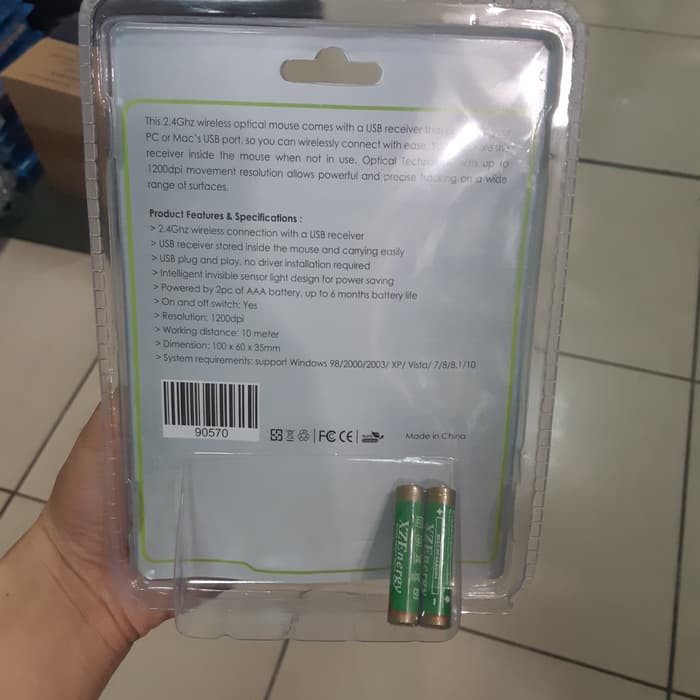 This 2.4Ghz wireless optical mouse comes with a USB receiver
PC or Mac's USB port, so you can wirelessly connect with ease.
receiver inside the mouse when not in use. Optical up to
1200dpi movement resolution allows powerful and precise tracking on a wide
range of surfaces.
Product Features & Specifications :
> 2.4Ghz wireless connection with a USB receiver
> USB receiver stored inside the mouse and carrying easily
> USB plug and play, no driver installation required
> Intelligent invisible sensor light design for power saving
> Powered by 2pc of AAA battery, up to 6 months battery life
> On and off switch: Yes
> Resolution: 1200dpi
> Working distance: 10 meter
> Dimension: 100 x 60 x 35mm
> System requirements: support Windows 98/2000/2003/ XP/ Vista/ 7/8/8.1/10
90570
FC CE
Made in China
XZEnergy
XZEnergy